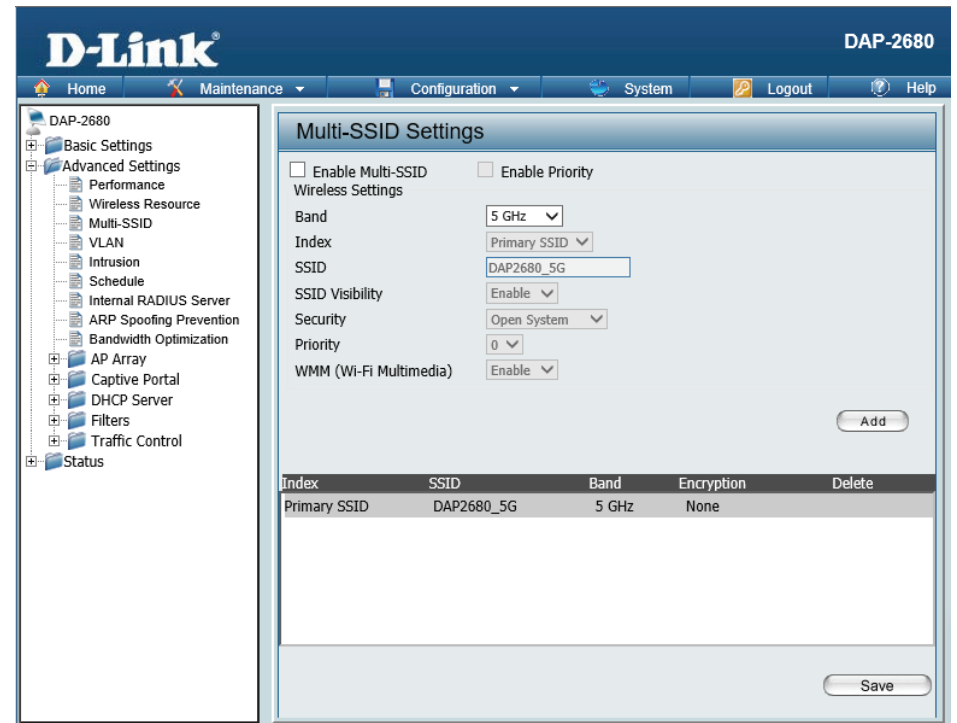 D-Link®
DAP-2680
Home Maintenance Configuration System Logout Help
DAP-2680
Basic Settings
Advanced Settings
Performance
Wireless Resource
Multi-SSID
VLAN
Intrusion
Schedule
Internal RADIUS Server
ARP Spoofing Prevention
Bandwidth Optimization
AP Array
Captive Portal
DHCP Server
Filters
Traffic Control
Status
Multi-SSID Settings
Enable Multi-SSID Enable Priority
Wireless Settings
Band 5 GHz
Index Primary SSID
SSID DAP2680_5G
SSID Visibility Enable
Security Open System
Priority 0
WMM (Wi-Fi Multimedia) Enable
Add
Index SSID Band Encryption Delete
Primary SSID DAP2680_5G 5 GHz None
Save